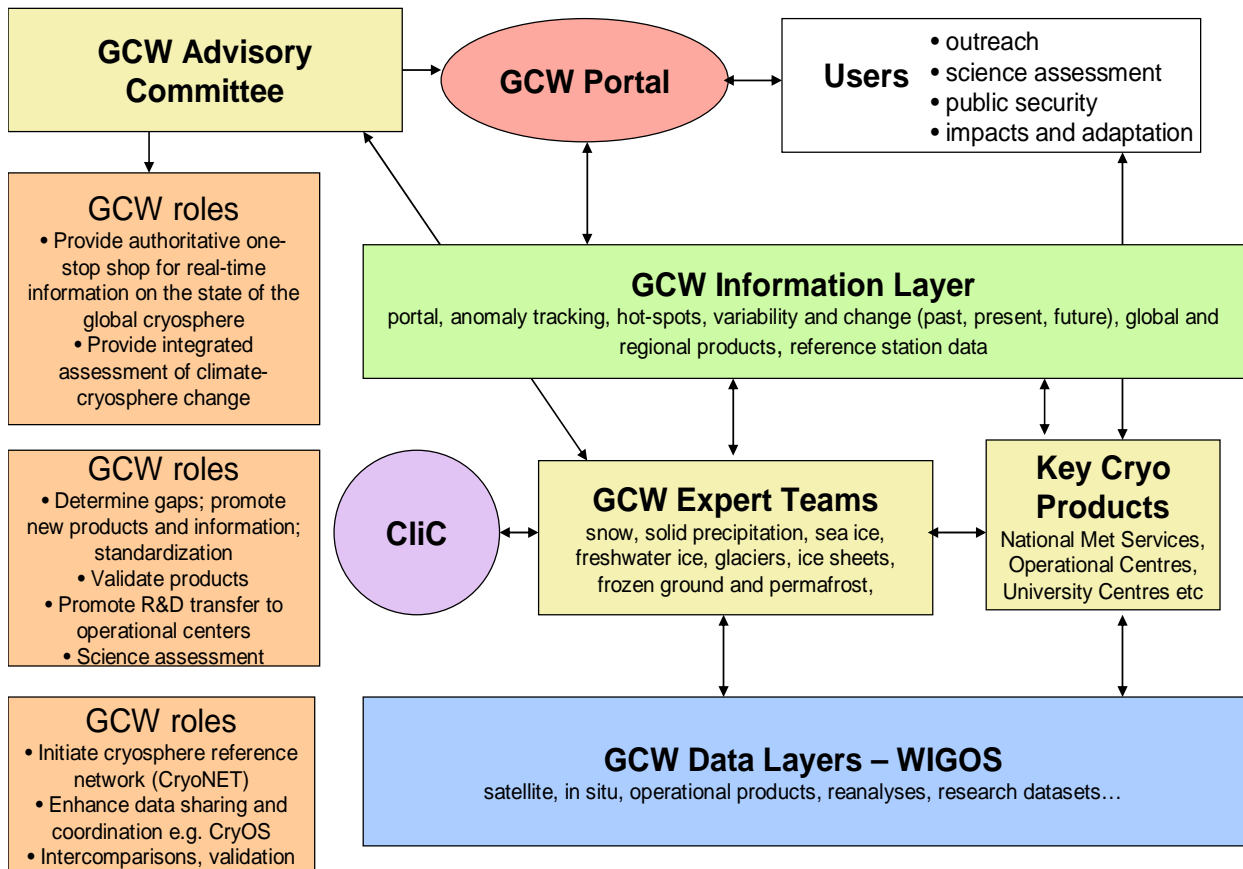 GCW Advisory
Committee
GCW Portal
Users
• outreach
• science assessment
• public security
• impacts and adaptation
GCW roles
• Provide authoritative one-
stop shop for real-time
information on the state of the
global cryosphere
• Provide integrated
assessment of climate-
cryosphere change
GCW Information Layer
portal, anomaly tracking, hot-spots, variability and change (past, present, future), global and
regional products, reference station data
GCW roles
• Determine gaps; promote
new products and information;
standardization
• Validate products
• Promote R&D transfer to
operational centers
• Science assessment
CliC
GCW Expert Teams
snow, solid precipitation, sea ice,
freshwater ice, glaciers, ice sheets,
frozen ground and permafrost,
Key Cryo
Products
National Met Services,
Operational Centres,
University Centres etc
GCW roles
• Initiate cryosphere reference
network (CryoNET)
• Enhance data sharing and
coordination e.g. CryOS
• Intercomparisons, validation
GCW Data Layers – WIGOS
satellite, in situ, operational products, reanalyses, research datasets…